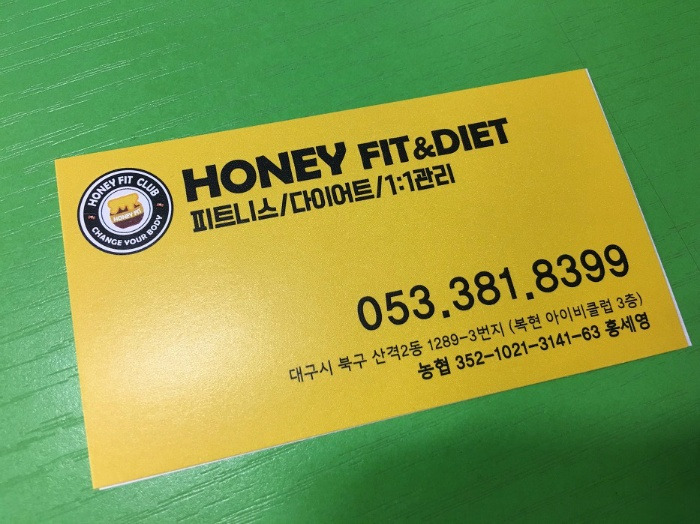 HONEY FIT CLUB
HONEY FIT
CHANGE YOUR BODY
HONEY FIT&DIET
피트니스/다이어트/1:1관리
053.381.8399
대구시 북구 산격2동 1289-3번지 (복현 아이비클럽 3층)
농협 352-1021-3141-63 홍세영